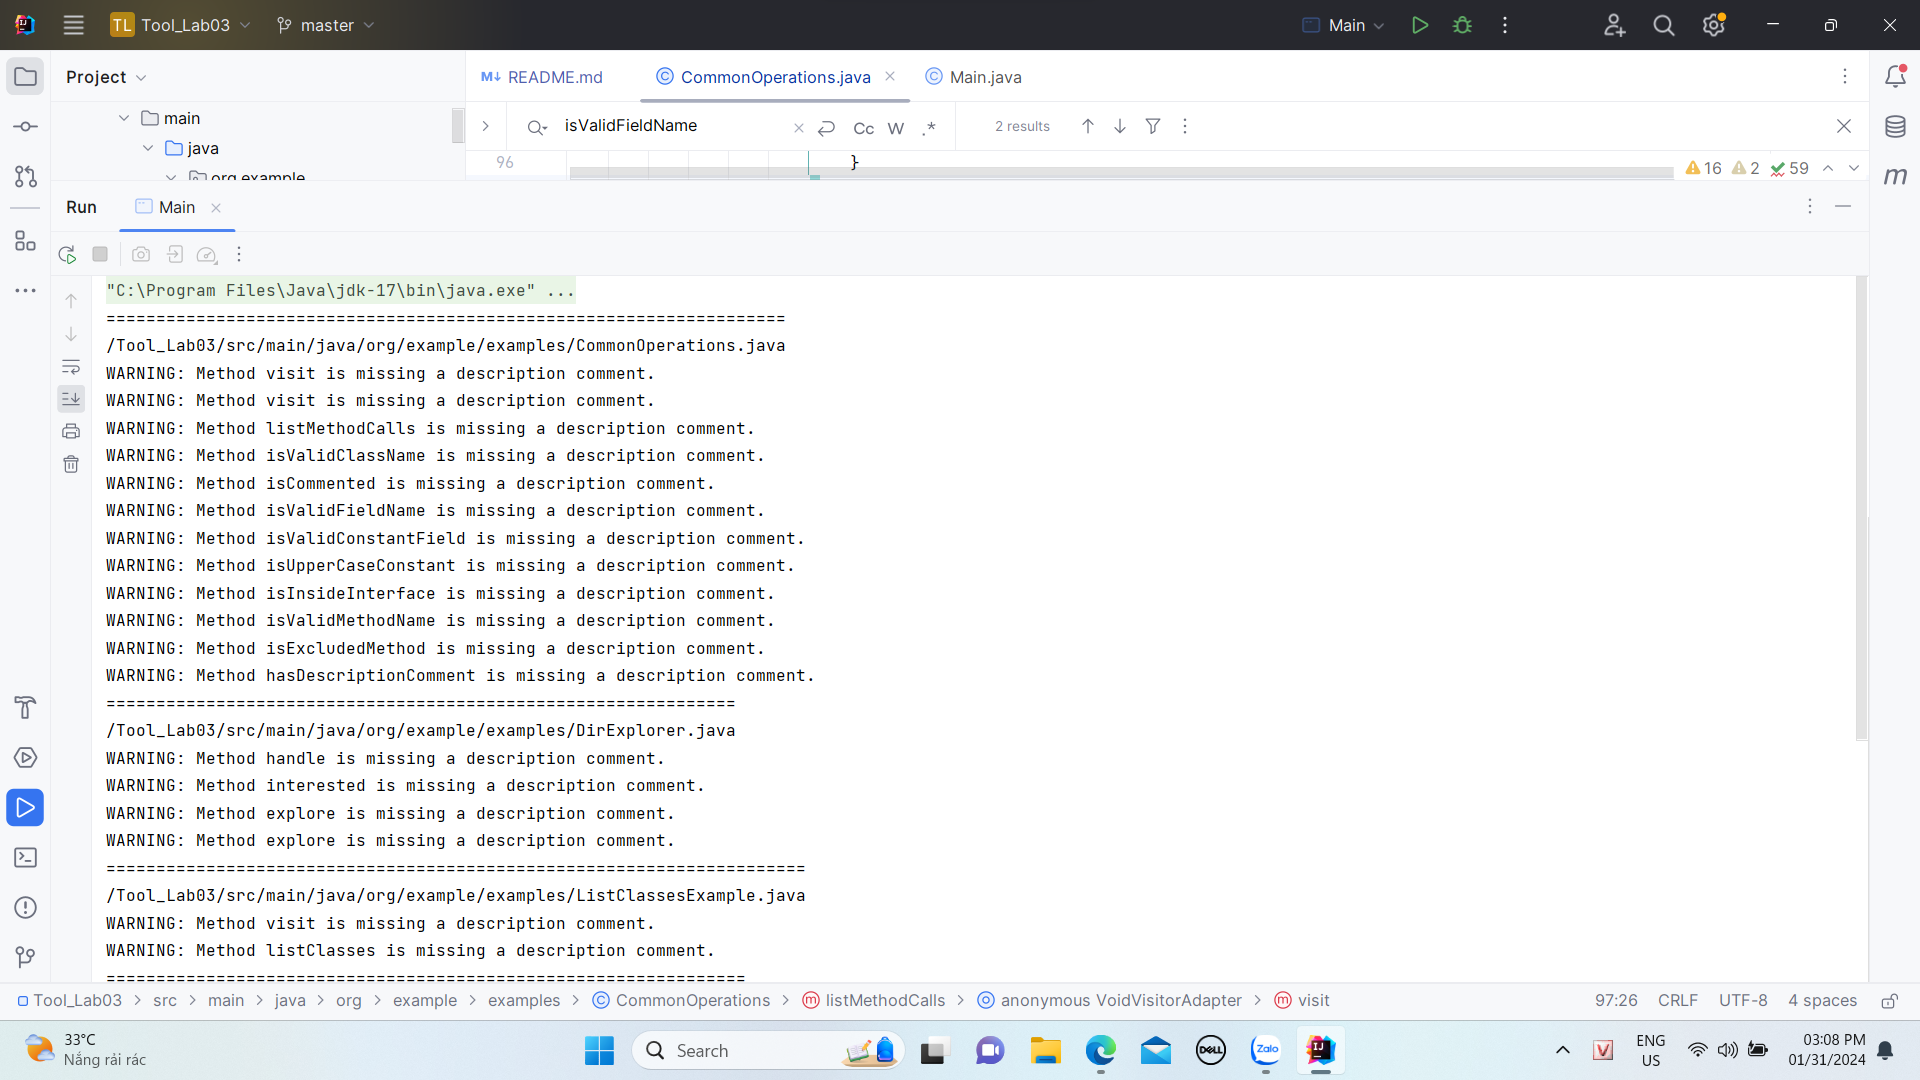 TL Tool_Lab03 master Main
Project
README.md CommonOperations.java Main.java
main
isValidFieldName Cc W .* 2 results
java
96 }
16 2 59
org.example
Run Main
"C:\Program Files\Java\jdk-17\bin\java.exe" ...
====================================================================
/Tool_Lab03/src/main/java/org/example/examples/CommonOperations.java
WARNING: Method visit is missing a description comment.
WARNING: Method visit is missing a description comment.
WARNING: Method listMethodCalls is missing a description comment.
WARNING: Method isValidClassName is missing a description comment.
WARNING: Method isCommented is missing a description comment.
WARNING: Method isValidFieldName is missing a description comment.
WARNING: Method isValidConstantField is missing a description comment.
WARNING: Method isUpperCaseConstant is missing a description comment.
WARNING: Method isInsideInterface is missing a description comment.
WARNING: Method isValidMethodName is missing a description comment.
WARNING: Method isExcludedMethod is missing a description comment.
WARNING: Method hasDescriptionComment is missing a description comment.
===============================================================
/Tool_Lab03/src/main/java/org/example/examples/DirExplorer.java
WARNING: Method handle is missing a description comment.
WARNING: Method interested is missing a description comment.
WARNING: Method explore is missing a description comment.
WARNING: Method explore is missing a description comment.
======================================================================
/Tool_Lab03/src/main/java/org/example/examples/ListClassesExample.java
WARNING: Method visit is missing a description comment.
WARNING: Method listClasses is missing a description comment.
================================================================
Tool_Lab03 > src > main > java > org > example > examples > CommonOperations > listMethodCalls > anonymous VoidVisitorAdapter > visit 97:26 CRLF UTF-8 4 spaces
33°C
Nắng rải rác
Search
DELL
Zalo
ENG
US
03:08 PM
01/31/2024